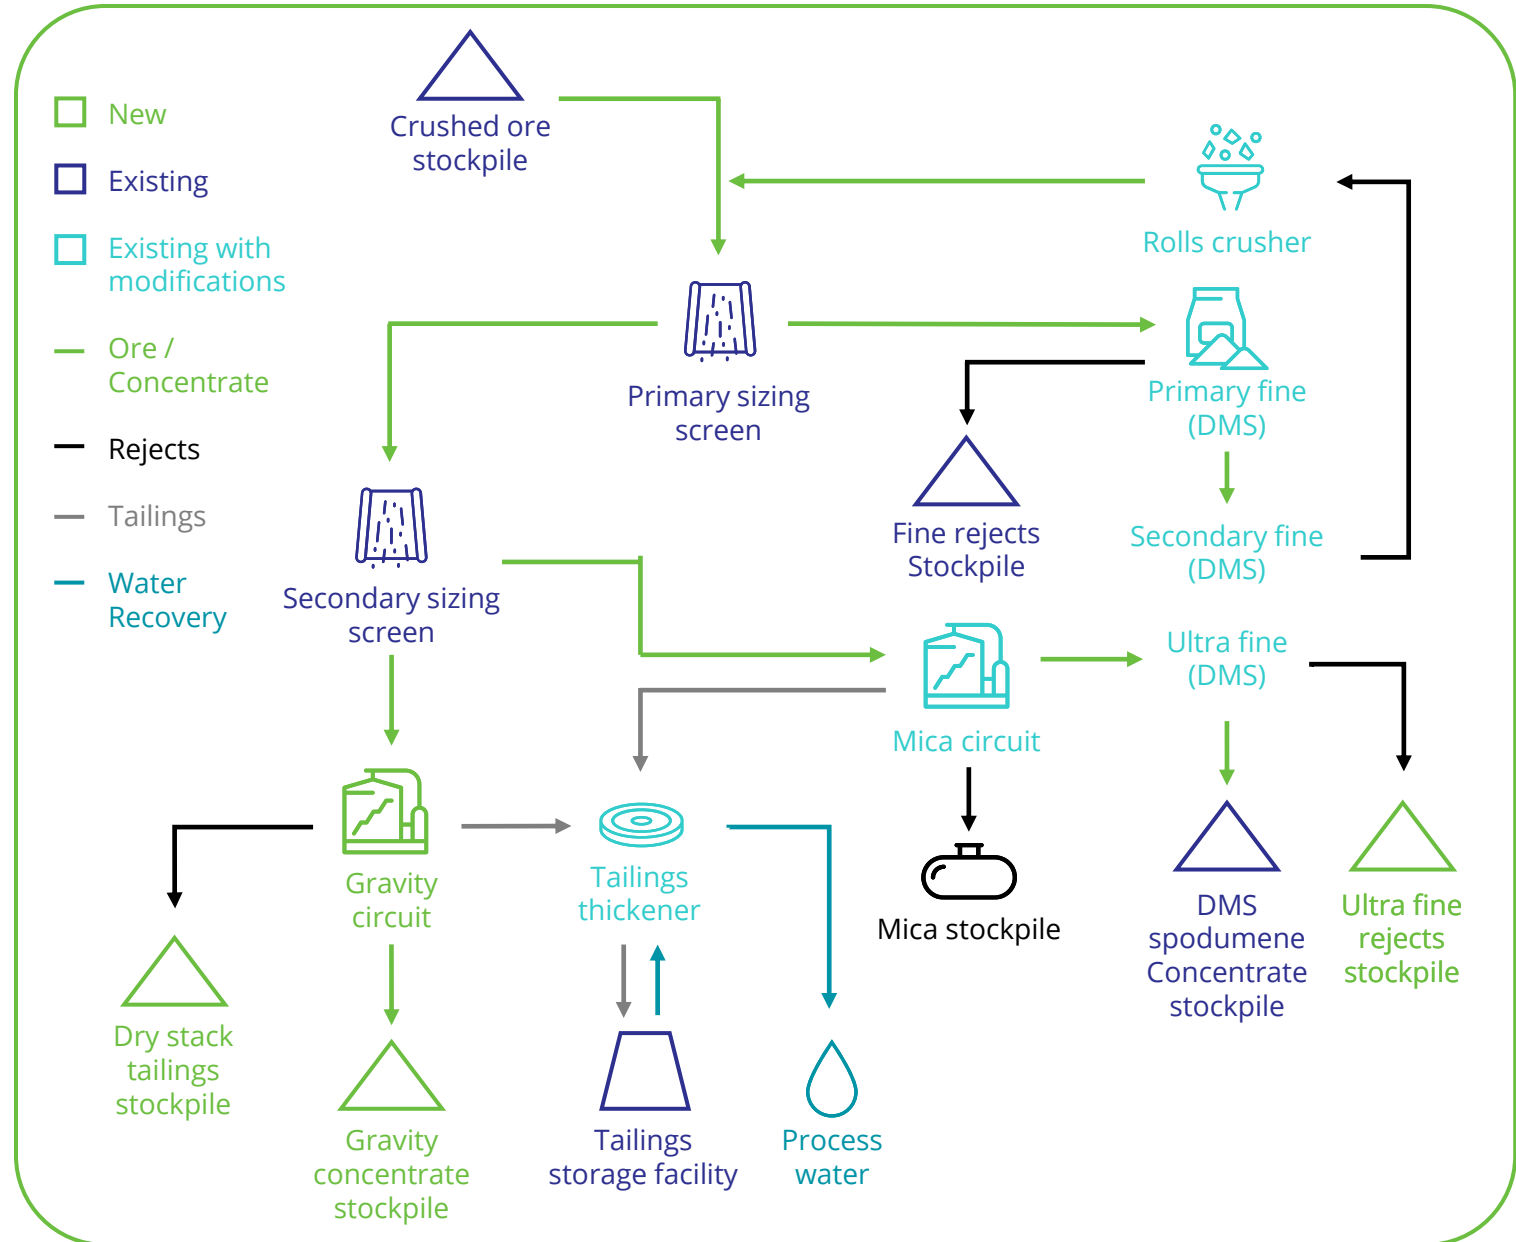 New
Existing
Existing with
modifications
Ore /
Concentrate
Rejects
Tailings
Water
Recovery
Crushed ore
stockpile
Rolls crusher
Primary sizing
screen
Primary fine
(DMS)
Fine rejects
Stockpile
Secondary fine
(DMS)
Secondary sizing
screen
Ultra fine
(DMS)
Mica circuit
Gravity
circuit
Tailings
thickener
Mica stockpile
DMS
spodumene
Concentrate
stockpile
Ultra fine
rejects
stockpile
Dry stack
tailings
stockpile
Gravity
concentrate
stockpile
Tailings
storage facility
Process
water